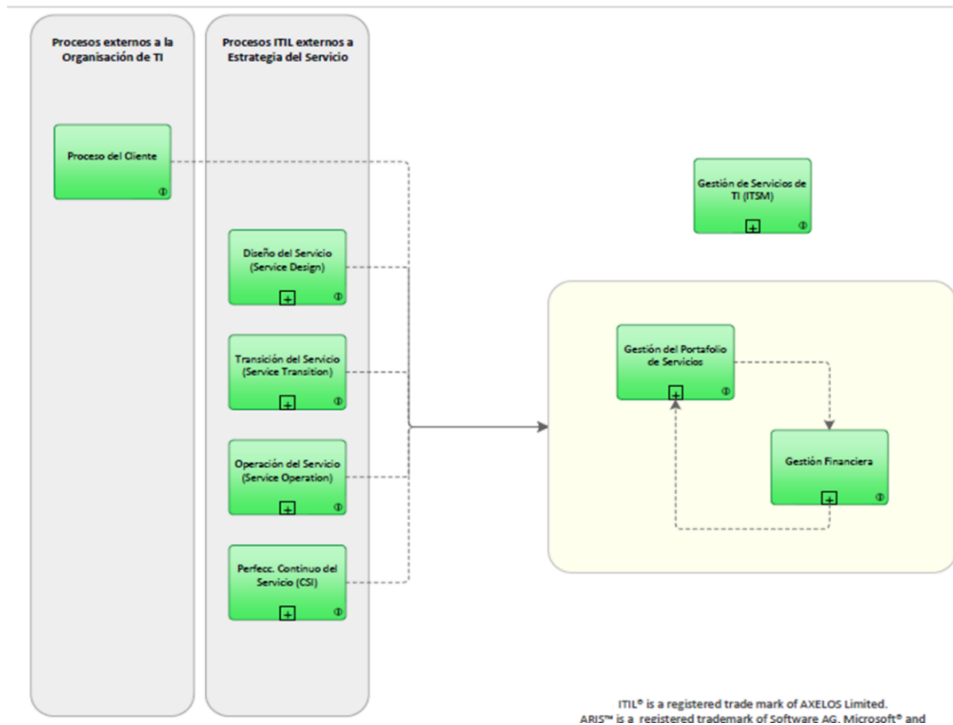 Procesos externos a la
Organisación de TI
Procesos ITIL externos a
Estrategia del Servicio
Proceso del Cliente
Gestión de Servicios de
TI (ITSM)
Diseño del Servicio
(Service Design)
Transición del Servicio
(Service Transition)
Operación del Servicio
(Service Operation)
Perfecc. Continuo del
Servicio (CSI)
Gestión del Portafolio
de Servicios
Gestión Financiera
ITIL® is a registered trade mark of AXELOS Limited.
ARIS™ is a registered trademark of Software AG. Microsoft® and